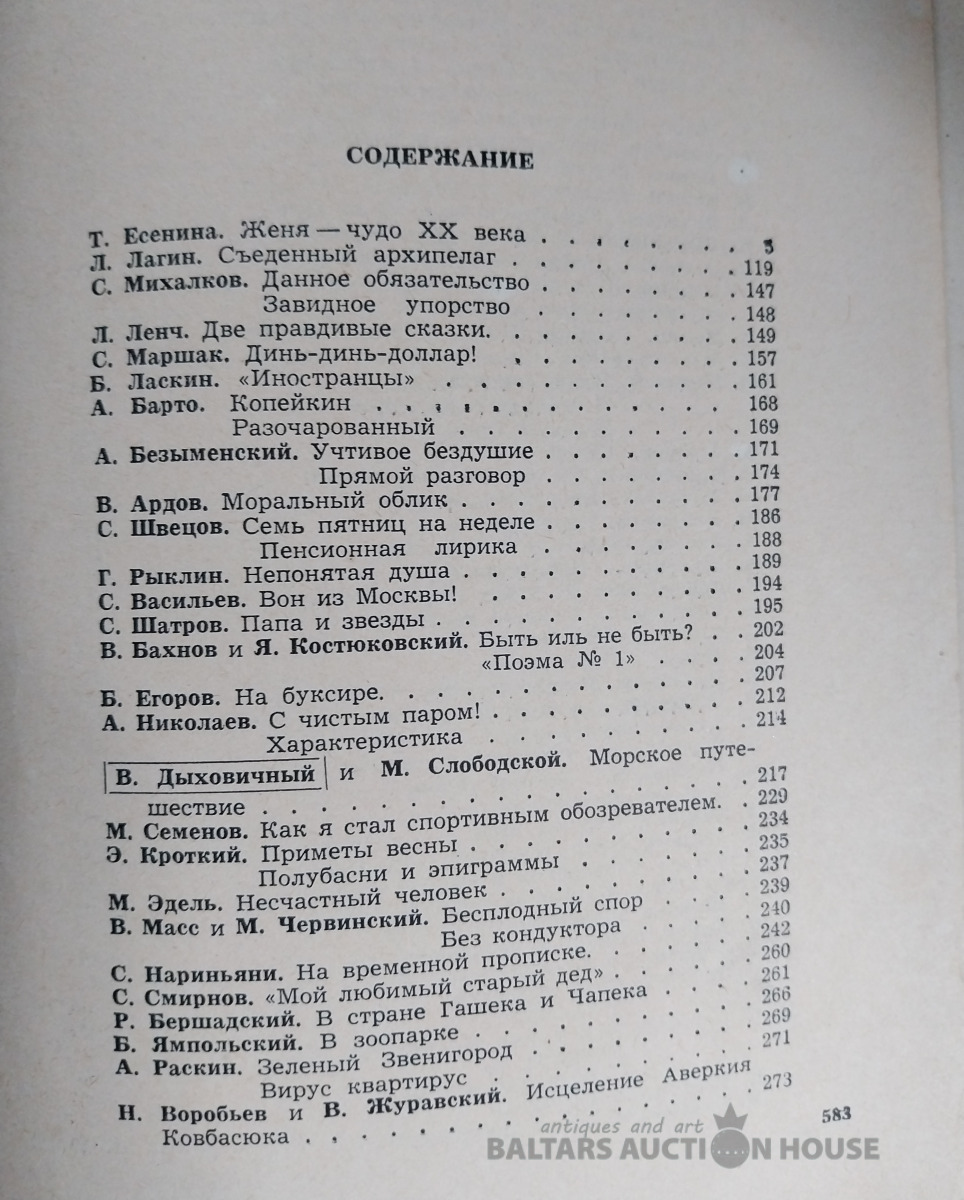 СОДЕРЖАНИЕ
Т. Есенина. Женя — чудо XX века . . . . . . . 3
Л. Лагин. Съеденный архипелаг . . . . . . . . 119
С. Михалков. Данное обязательство . . . . . . . 147
Завидное упорство . . . . . . . 148
Л. Ленч. Две правдивые сказки. . . . . . . . . 149
С. Маршак. Динь-динь-доллар! . . . . . . . . 157
Б. Ласкин. «Иностранцы» . . . . . . . . . . 161
А. Барто. Копейкин . . . . . . . . . . . . 168
Разочарованный . . . . . . . . . . 169
А. Безыменский. Учтивое бездушие . . . . . . . 171
Прямой разговор . . . . . . . 174
В. Ардов. Моральный облик . . . . . . . . . . 177
С. Швецов. Семь пятниц на неделе . . . . . . . 186
Пенсионная лирика . . . . . . . 188
Г. Рыклин. Непонятая душа . . . . . . . . . . 189
С. Васильев. Вон из Москвы! . . . . . . . . . 194
С. Шатров. Папа и звезды . . . . . . . . . . . 195
В. Бахнов и Я. Костюковский. Быть иль не быть? . . 202
«Поэма № 1» . . . . 204
Б. Егоров. На буксире. . . . . . . . . . . . . 207
А. Николаев. С чистым паром! . . . . . . . . . 212
Характеристика . . . . . . . . . 214
В. Дыховичный и М. Слободской. Морское путе-
шествие . . . . . . . . . . . . . . . . 217
М. Семенов. Как я стал спортивным обозревателем. . 229
Э. Кроткий. Приметы весны . . . . . . . . . . 234
Полубасни и эпиграммы . . . . . . 235
М. Эдель. Несчастный человек . . . . . . . . . 237
В. Масс и М. Червинский. Бесплодный спор . . . . 239
Без кондуктора . . . . 240
С. Нариньяни. На временной прописке. . . . . . 242
С. Смирнов. «Мой любимый старый дед» . . . . . 260
Р. Бершадский. В стране Гашека и Чапека . . . . 261
Б. Ямпольский. В зоопарке . . . . . . . . . . 266
А. Раскин. Зеленый Звенигород . . . . . . . . 269
Вирус квартирус . . . . . . . . . 271
Н. Воробьев и В. Журавский. Исцеление Аверкия
Ковбасюка . . . . . . . . . . . . . . . 273
583
antiques and art
BALTARS AUCTION HOUSE